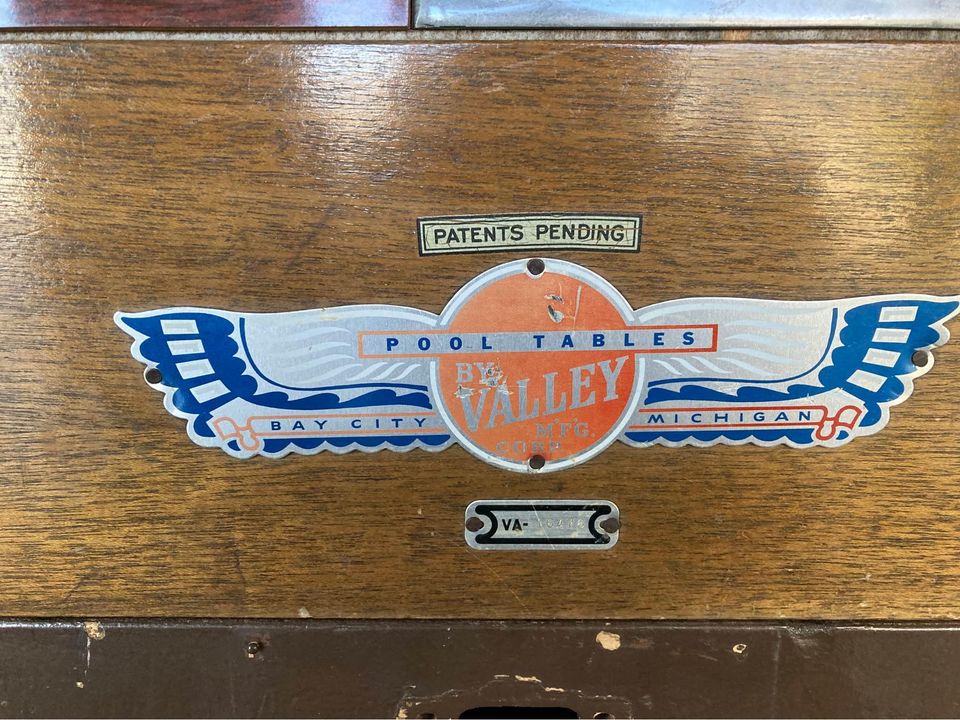 PATENTS PENDING
POOL TABLES
BY
VALLEY
MFG.
CORP.
BAY CITY MICHIGAN
VA-